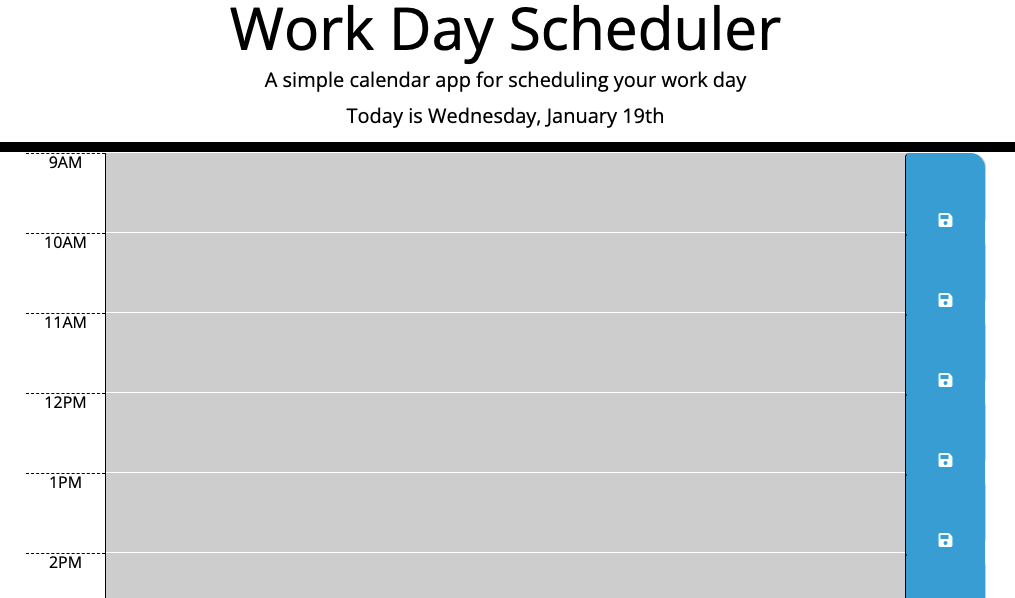 Work Day Scheduler
A simple calendar app for scheduling your work day
Today is Wednesday, January 19th
9AM
10AM
11AM
12PM
1PM
2PM